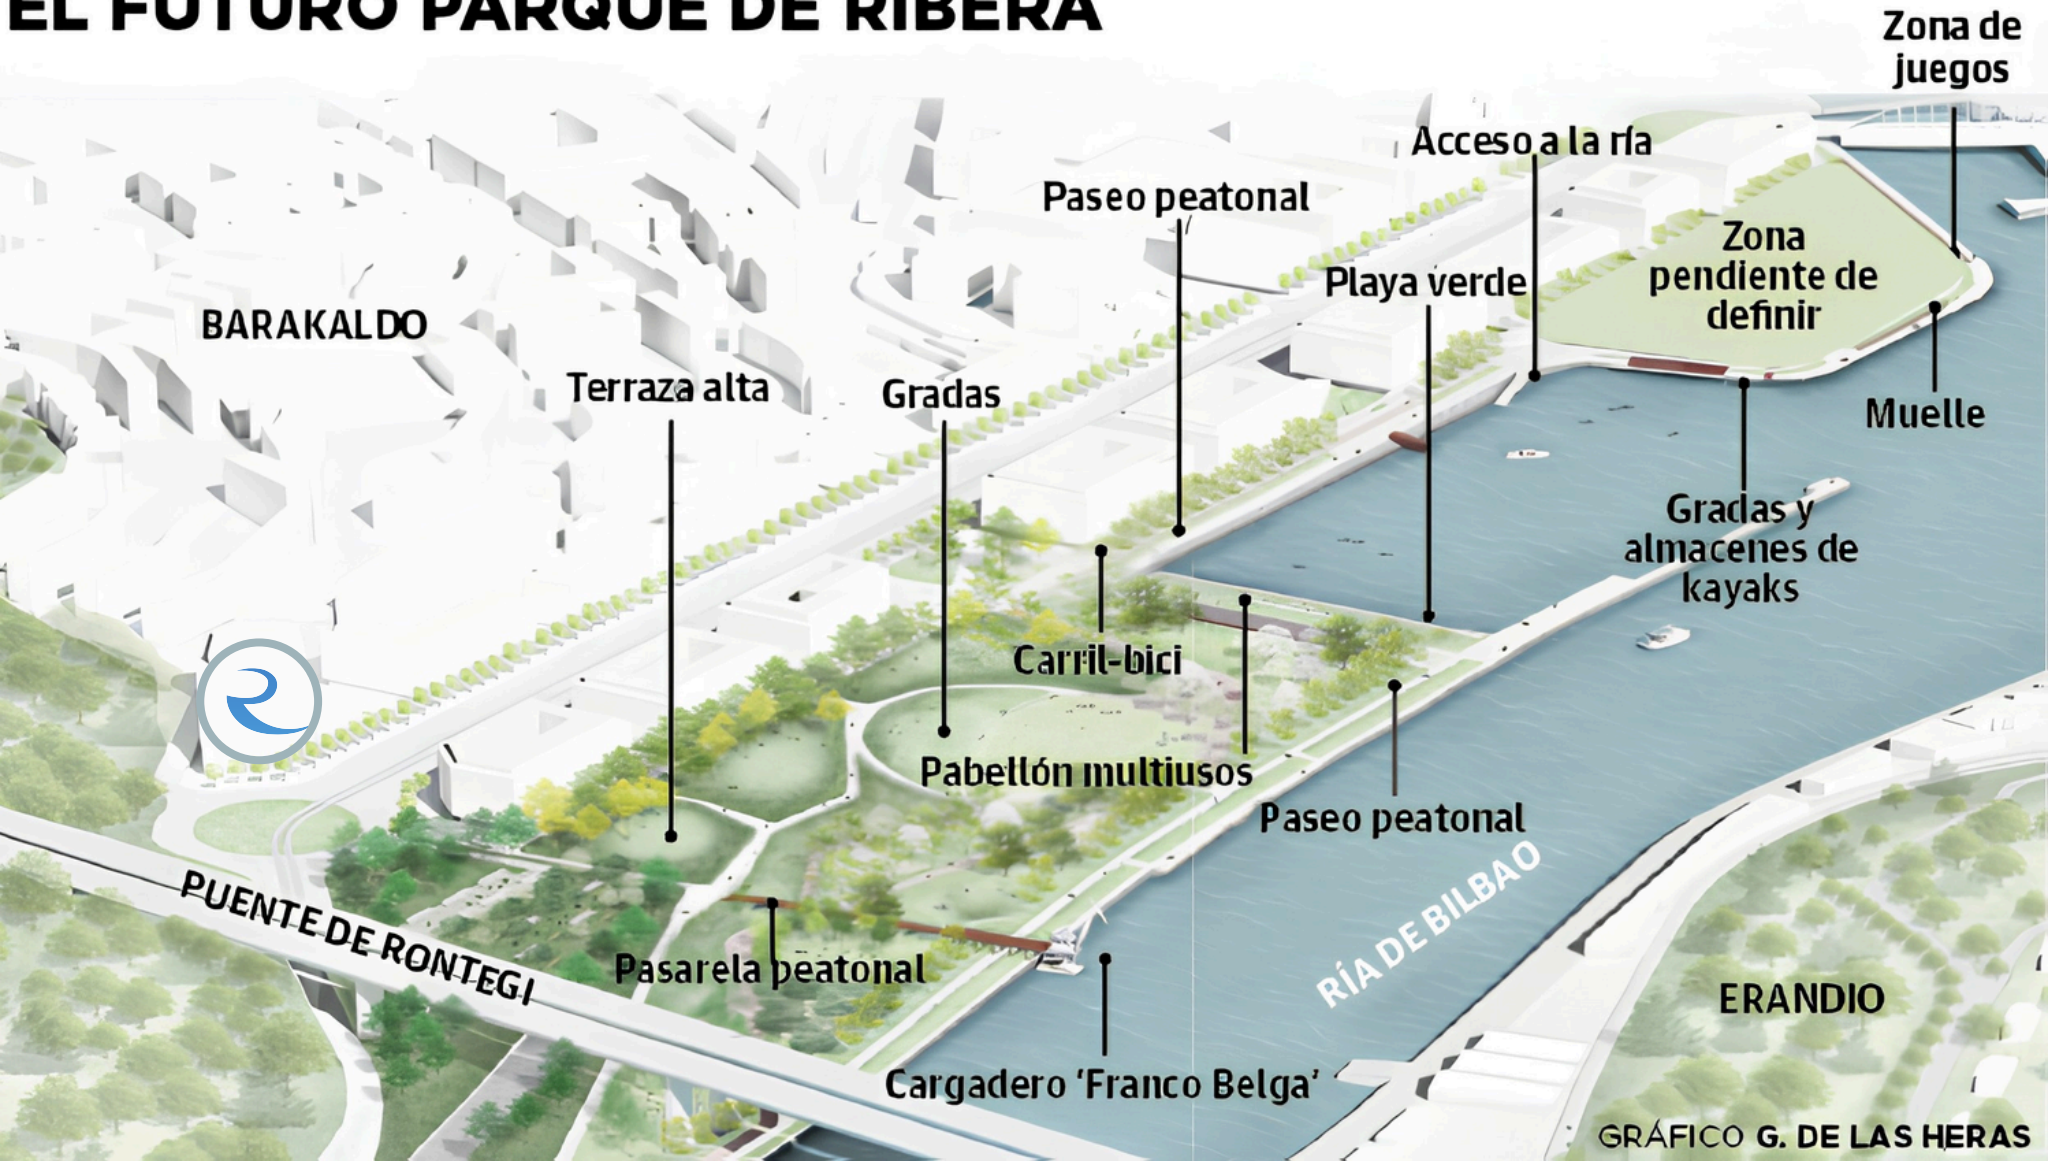 EL FUTURO PARQUE DE RIBERA
Zona de
juegos
Acceso a la ría
Paseo peatonal
Zona
pendiente de
definir
Playa verde
BARAKALDO
Terraza alta
Gradas
Muelle
Gradas y
almacenes de
kayaks
Carril-bici
R
Pabellón multiusos
Paseo peatonal
PUENTE DE RONTEGI
RÍA DE BILBAO
Pasarela peatonal
ERANDIO
Cargadero 'Franco Belga'
GRÁFICO G. DE LAS HERAS